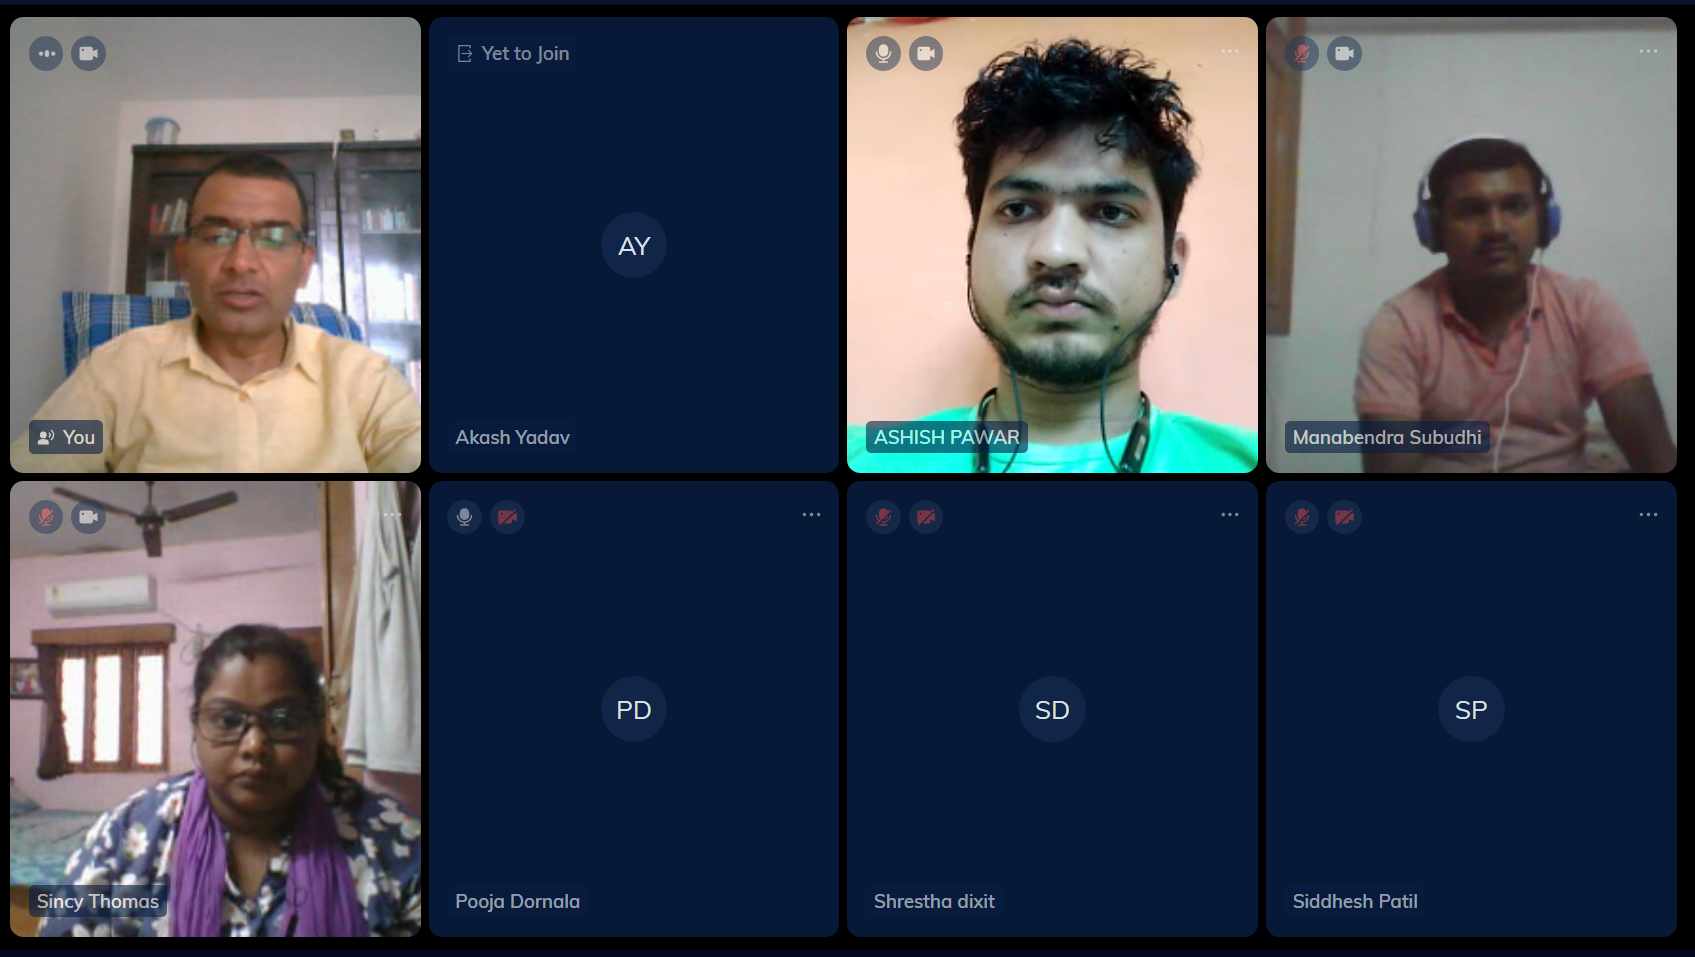 Yet to Join
AY
You
Akash Yadav
ASHISH PAWAR
Manabendra Subudhi
PD
SD
SP
Sincy Thomas
Pooja Dornala
Shrestha dixit
Siddhesh Patil